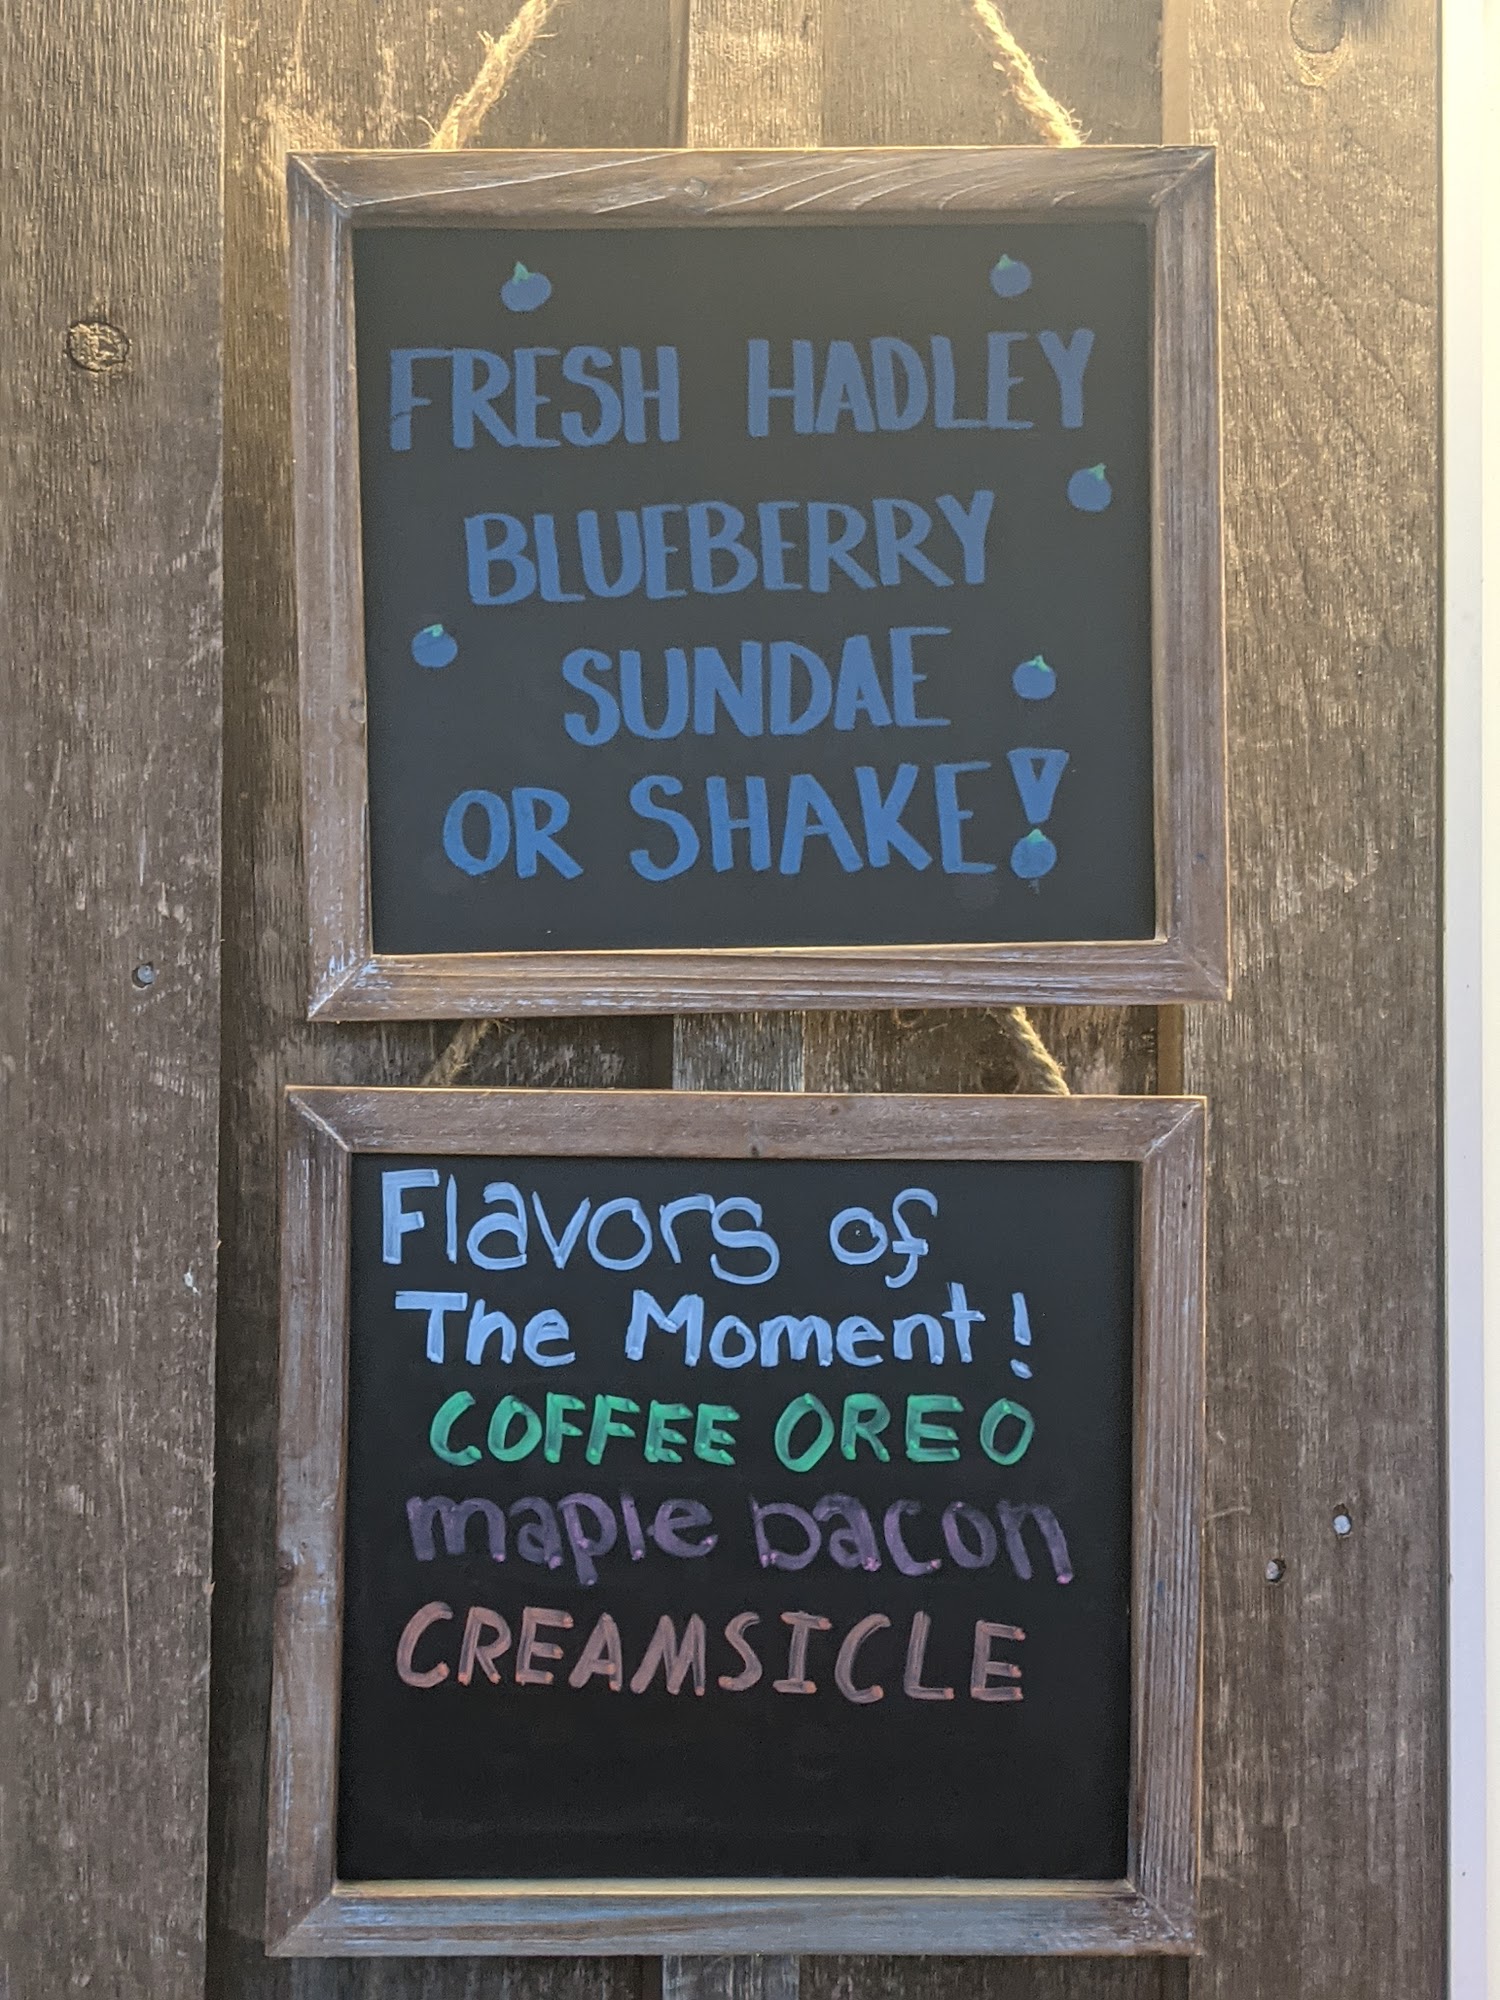 FRESH HADLEY
BLUEBERRY
SUNDAE
OR SHAKE!
Flavors of
The Moment!
COFFEE OREO
maple bacon
CREAMSICLE